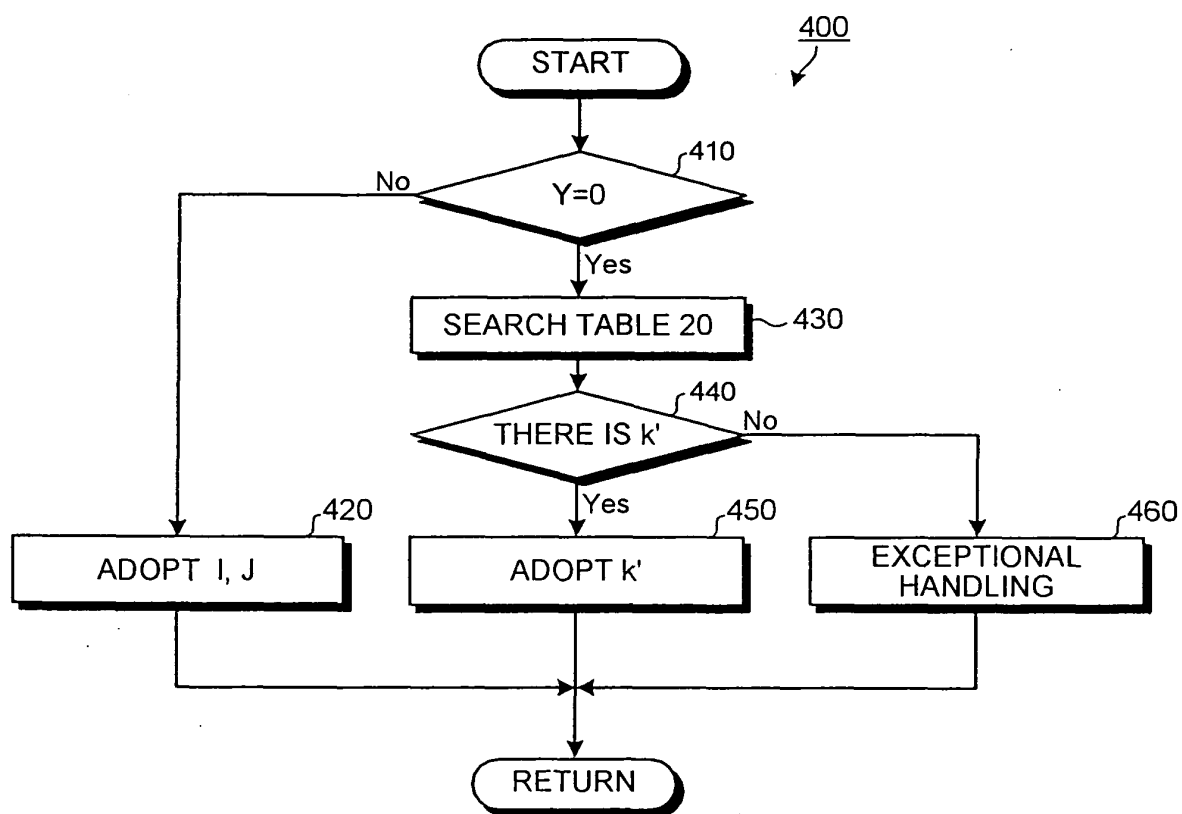 400
START
410
No
Y=0
Yes
SEARCH TABLE 20
430
440
THERE IS k'
No
Yes
420
450
460
ADOPT I, J
ADOPT k'
EXCEPTIONAL
HANDLING
RETURN